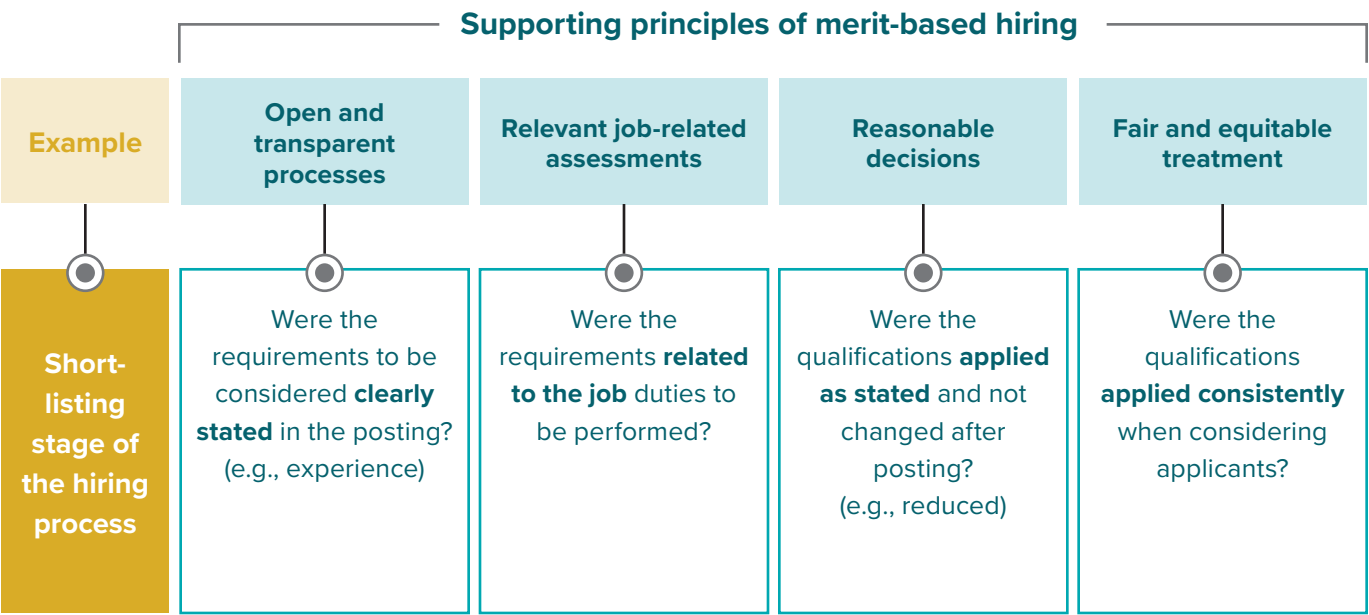 Supporting principles of merit-based hiring
Example
Open and
transparent
processes
Relevant job-related
assessments
Reasonable
decisions
Fair and equitable
treatment
Short-
listing
stage of
the hiring
process
Were the
requirements to be
considered clearly
stated in the posting?
(e.g., experience)
Were the
requirements related
to the job duties to
be performed?
Were the
qualifications applied
as stated and not
changed after
posting?
(e.g., reduced)
Were the
qualifications
applied consistently
when considering
applicants?